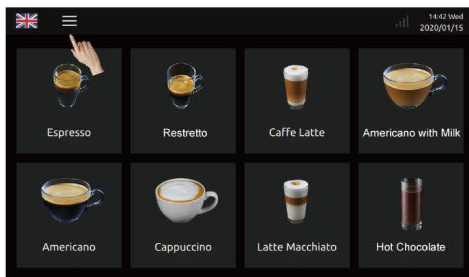 14:42 Wed
2020/01/15
Espresso
Restretto
Caffe Latte
Americano with Milk
Americano
Cappuccino
Latte Macchiato
Hot Chocolate